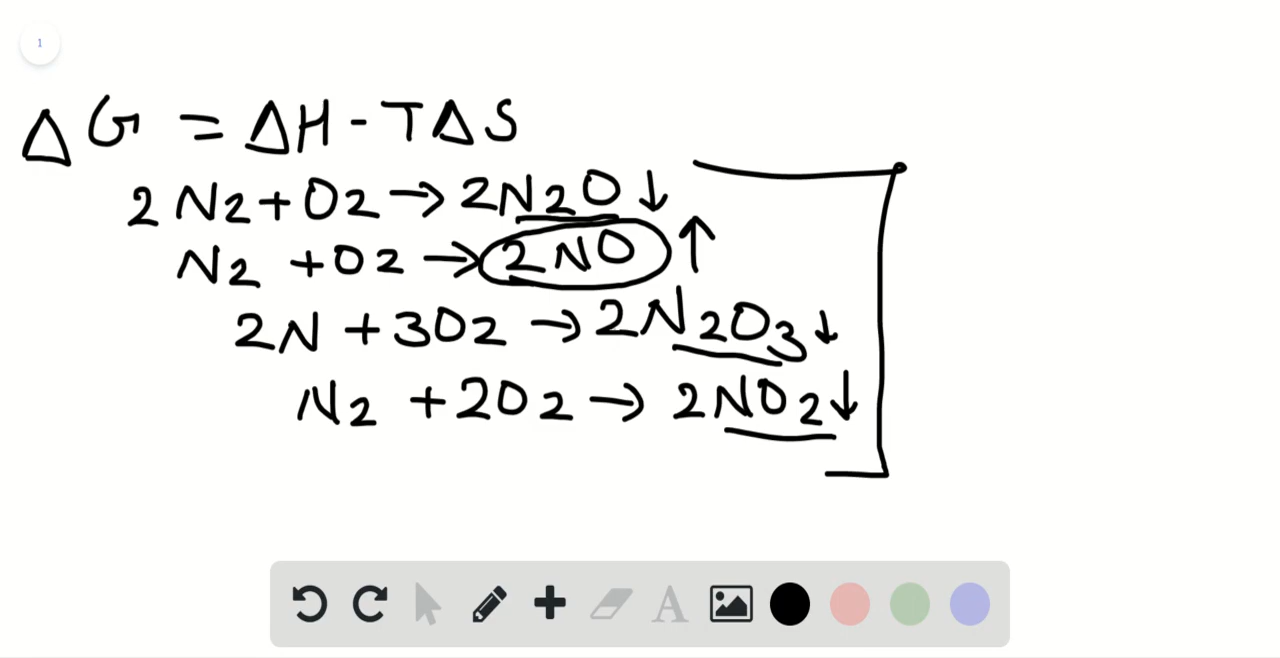 1
ΔG = ΔH - TΔS
2N2 + O2 → 2N2O ↓
N2 + O2 → 2NO ↑
2N + 3O2 → 2N2O3 ↓
N2 + 2O2 → 2NO2 ↓
A